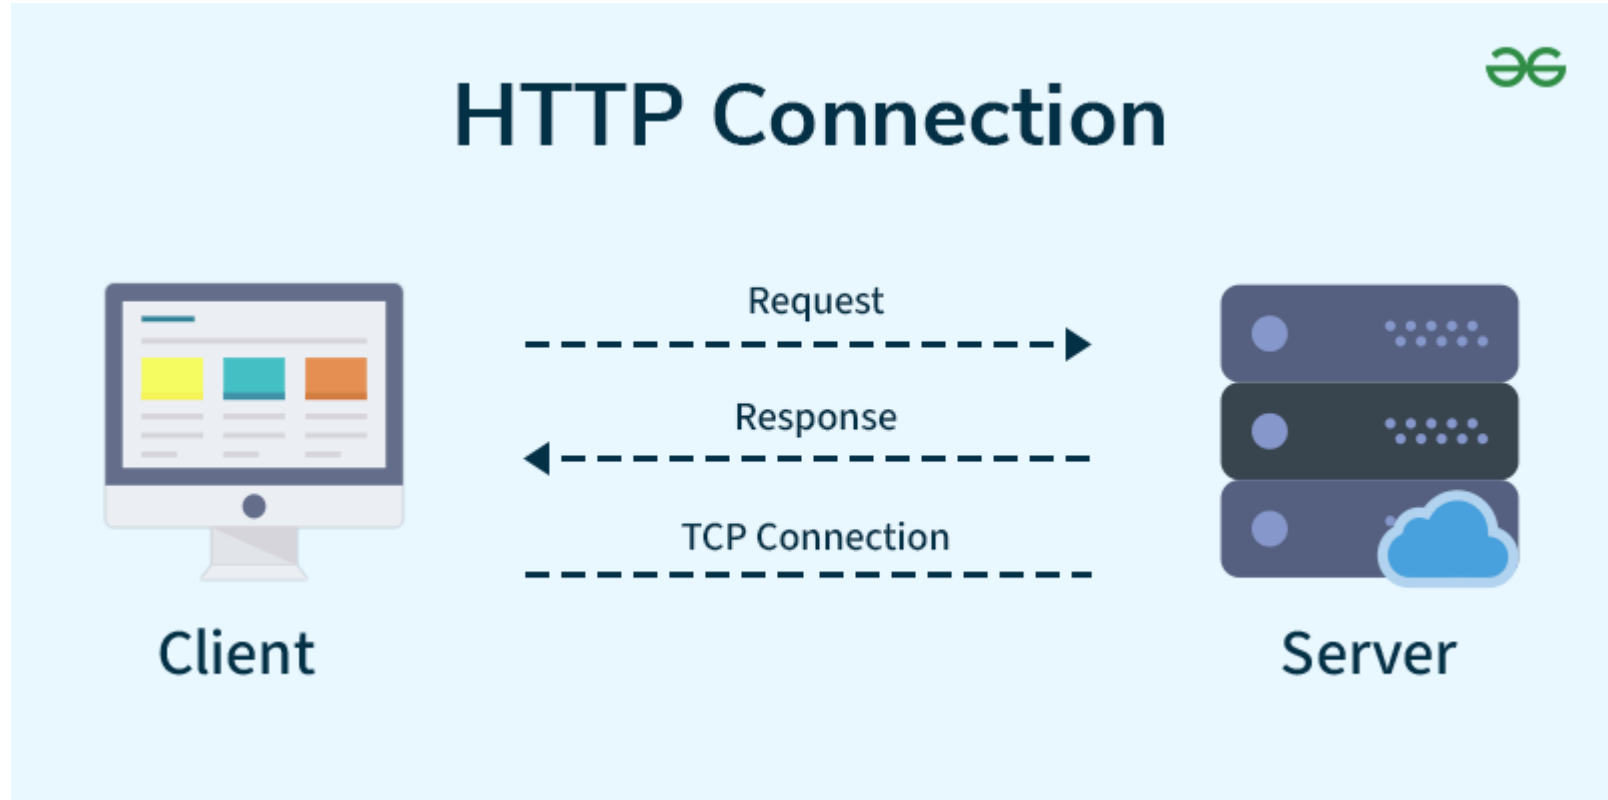 HTTP Connection
Request
Response
TCP Connection
Client
Server